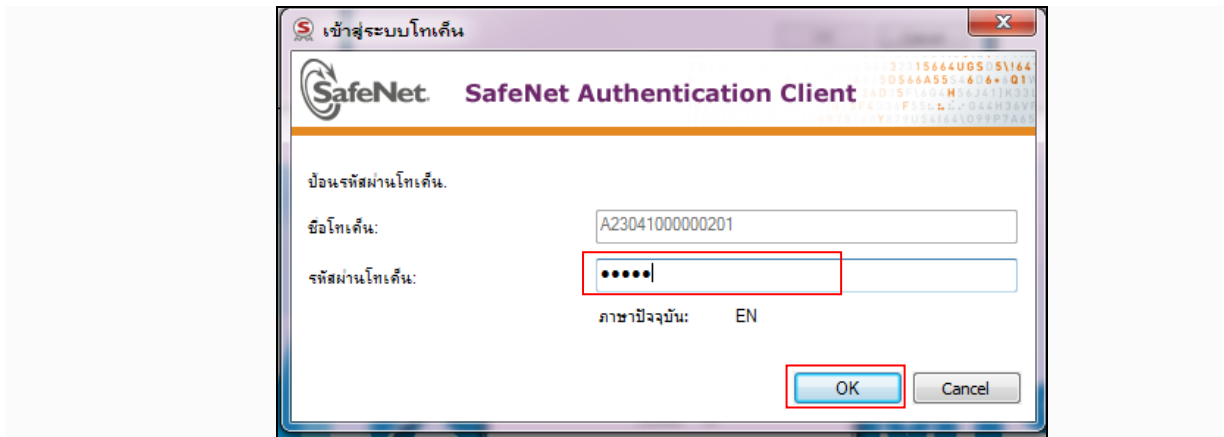 เข้าสู่ระบบโทเค็น
SafeNet. SafeNet Authentication Client
ป้อนรหัสผ่านโทเค็น.
ชื่อโทเค็น: A23041000000201
รหัสผ่านโทเค็น: •••••
ภาษาปัจจุบัน: EN
OK Cancel